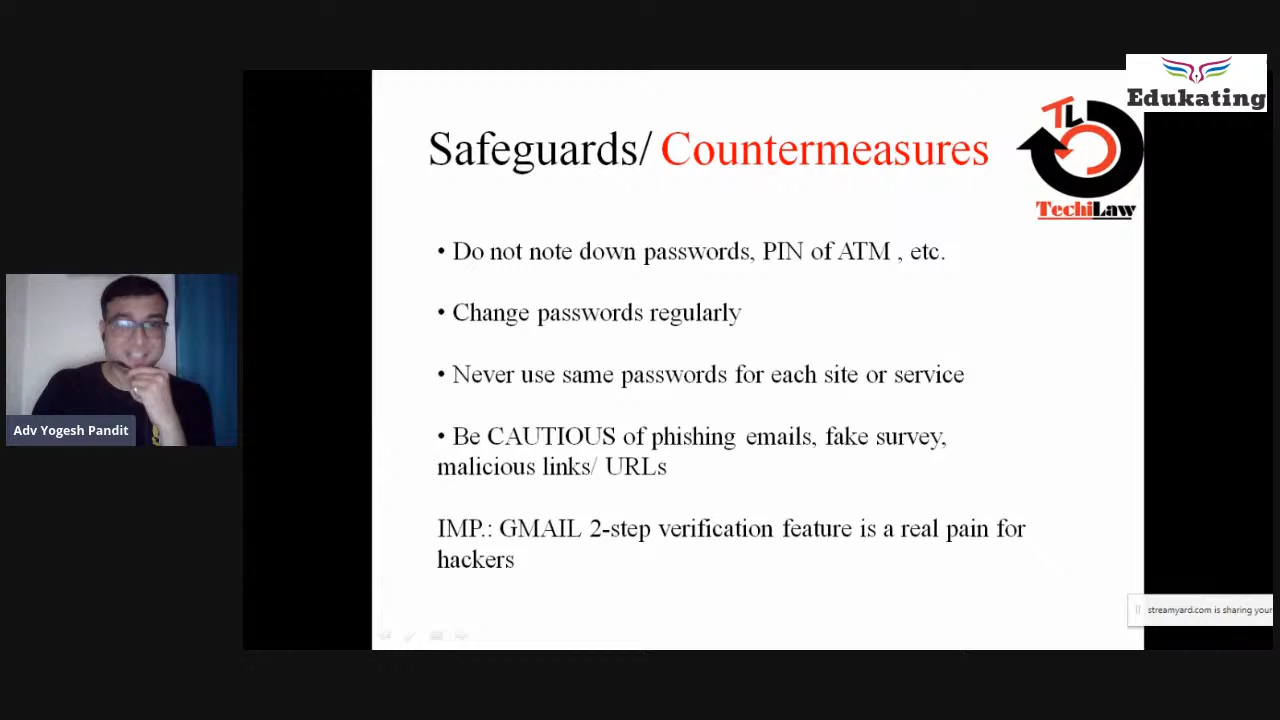 Edukating
TL
TechiLaw
Safeguards/ Countermeasures
• Do not note down passwords, PIN of ATM , etc.
• Change passwords regularly
• Never use same passwords for each site or service
• Be CAUTIOUS of phishing emails, fake survey,
malicious links/ URLs
IMP.: GMAIL 2-step verification feature is a real pain for
hackers
Adv Yogesh Pandit
streamyard.com is sharing your